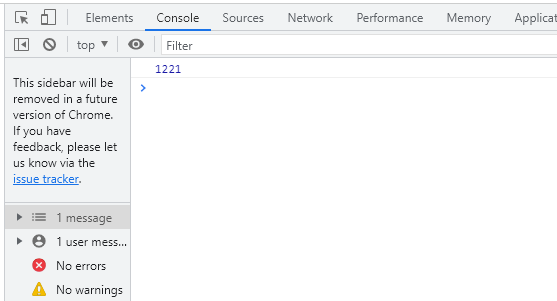 Elements
Console
Sources
Network
Performance
Memory
Applicat
top
Filter
This sidebar will be
removed in a future
version of Chrome.
If you have
feedback, please let
us know via the
issue tracker.
1 message
1 user mess...
No errors
No warnings
1221